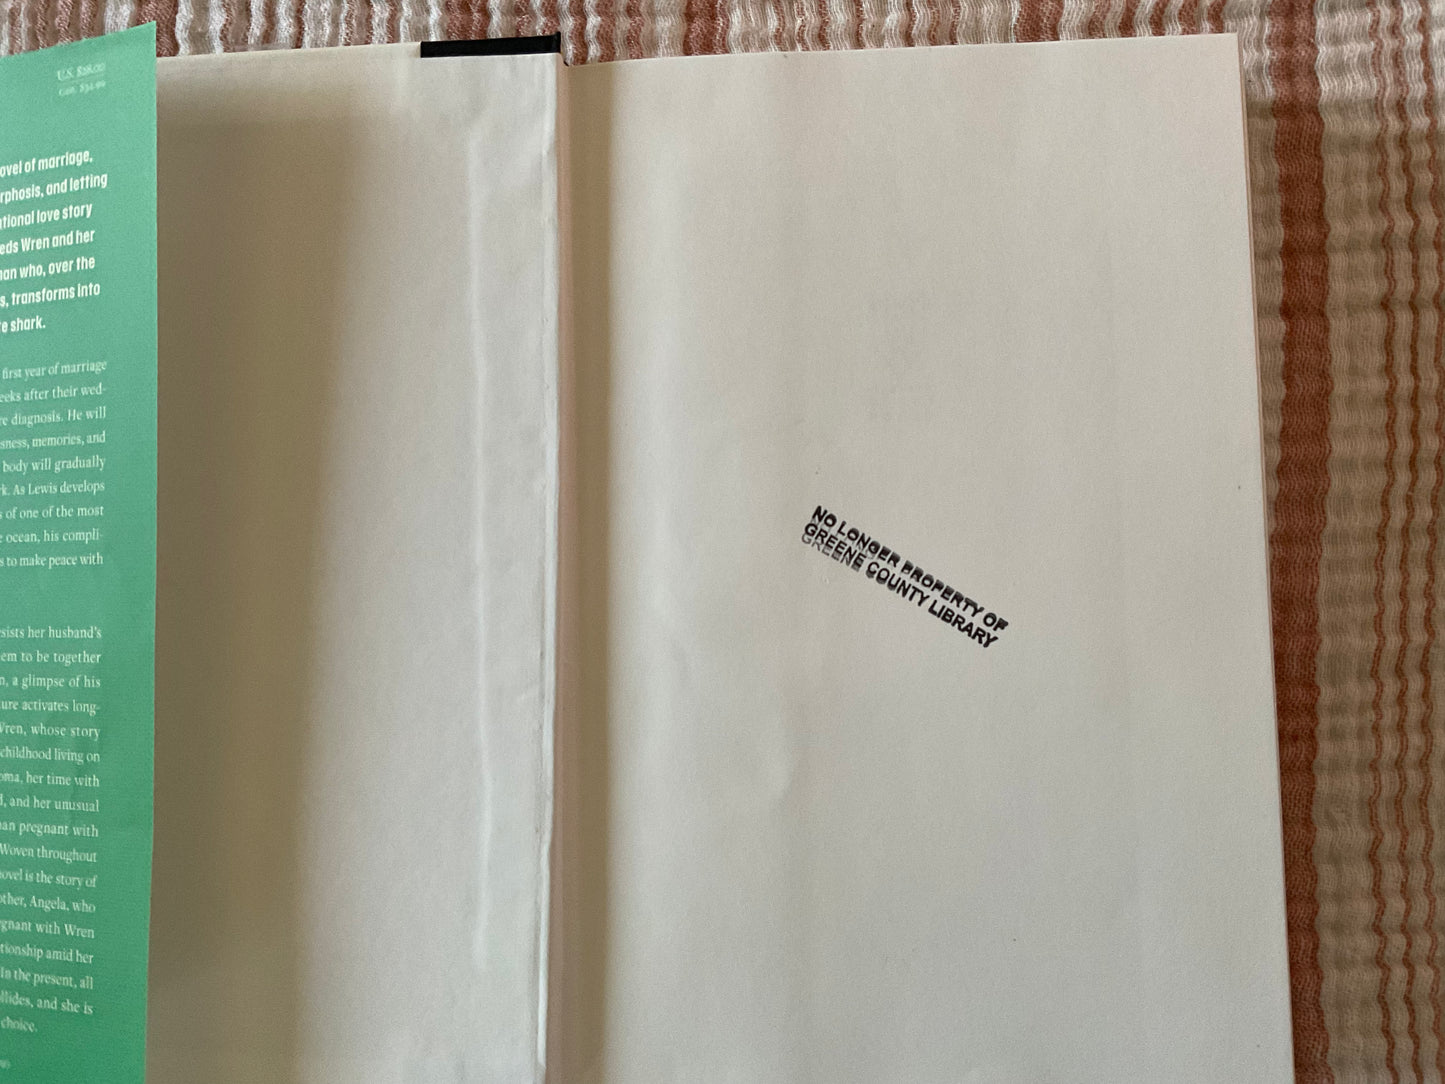 U.S. $28.00
Can. $34.99
ovel of marriage,
rphosis, and letting
ational love story
eds Wren and her
man who, over the
s, transforms into
e shark.
first year of marriage
eeks after their wed-
re diagnosis. He will
sness, memories, and
body will gradually
k. As Lewis develops
s of one of the most
e ocean, his compli-
s to make peace with
sists her husband's
em to be together
n, a glimpse of his
ure activates long-
Wren, whose story
childhood living on
oma, her time with
d, and her unusual
an pregnant with
Woven throughout
ovel is the story of
other, Angela, who
gnant with Wren
tionship amid her
In the present, all
llides, and she is
choice.
NO LONGER PROPERTY OF
GREENE COUNTY LIBRARY